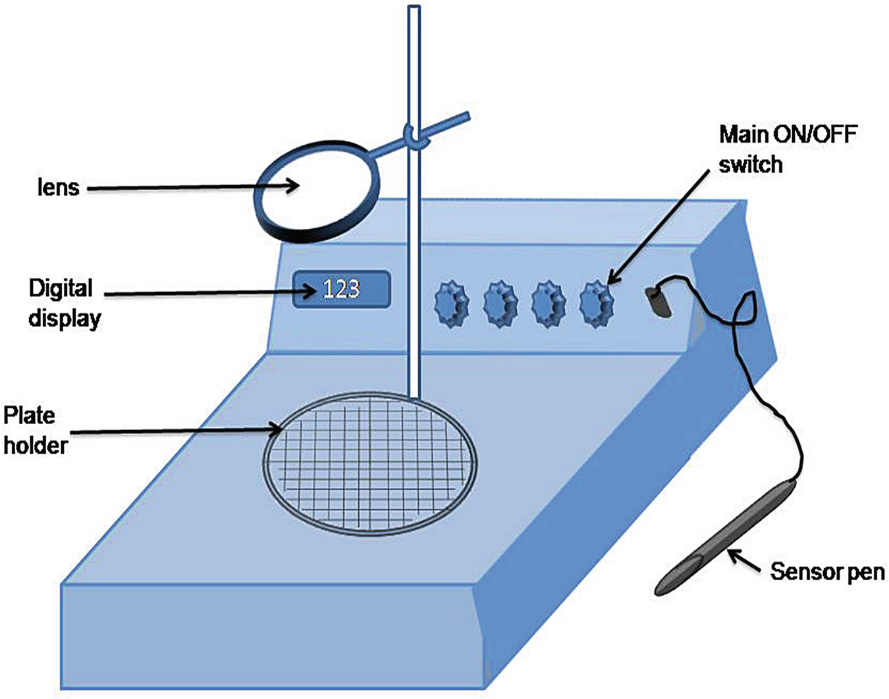 Main ON/OFF
switch
lens
Digital
display
123
Plate
holder
Sensor pen